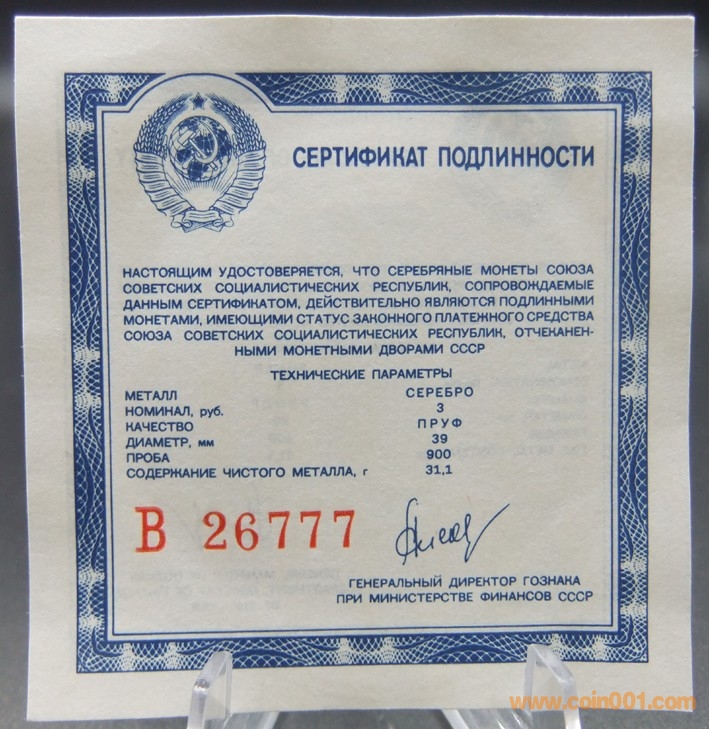 СЕРТИФИКАТ ПОДЛИННОСТИ
НАСТОЯЩИМ УДОСТОВЕРЯЕТСЯ, ЧТО СЕРЕБРЯНЫЕ МОНЕТЫ СОЮЗА
СОВЕТСКИХ СОЦИАЛИСТИЧЕСКИХ РЕСПУБЛИК, СОПРОВОЖДАЕМЫЕ
ДАННЫМ СЕРТИФИКАТОМ, ДЕЙСТВИТЕЛЬНО ЯВЛЯЮТСЯ ПОДЛИННЫМИ
МОНЕТАМИ, ИМЕЮЩИМИ СТАТУС ЗАКОННОГО ПЛАТЕЖНОГО СРЕДСТВА
СОЮЗА СОВЕТСКИХ СОЦИАЛИСТИЧЕСКИХ РЕСПУБЛИК, ОТЧЕКАНЕН-
НЫМИ МОНЕТНЫМИ ДВОРАМИ СССР
ТЕХНИЧЕСКИЕ ПАРАМЕТРЫ
МЕТАЛЛ СЕРЕБРО
НОМИНАЛ, руб. 3
КАЧЕСТВО ПРУФ
ДИАМЕТР, мм 39
ПРОБА 900
СОДЕРЖАНИЕ ЧИСТОГО МЕТАЛЛА, г 31,1
В 26777
ГЕНЕРАЛЬНЫЙ ДИРЕКТОР ГОЗНАКА
ПРИ МИНИСТЕРСТВЕ ФИНАНСОВ СССР
www.coin001.com